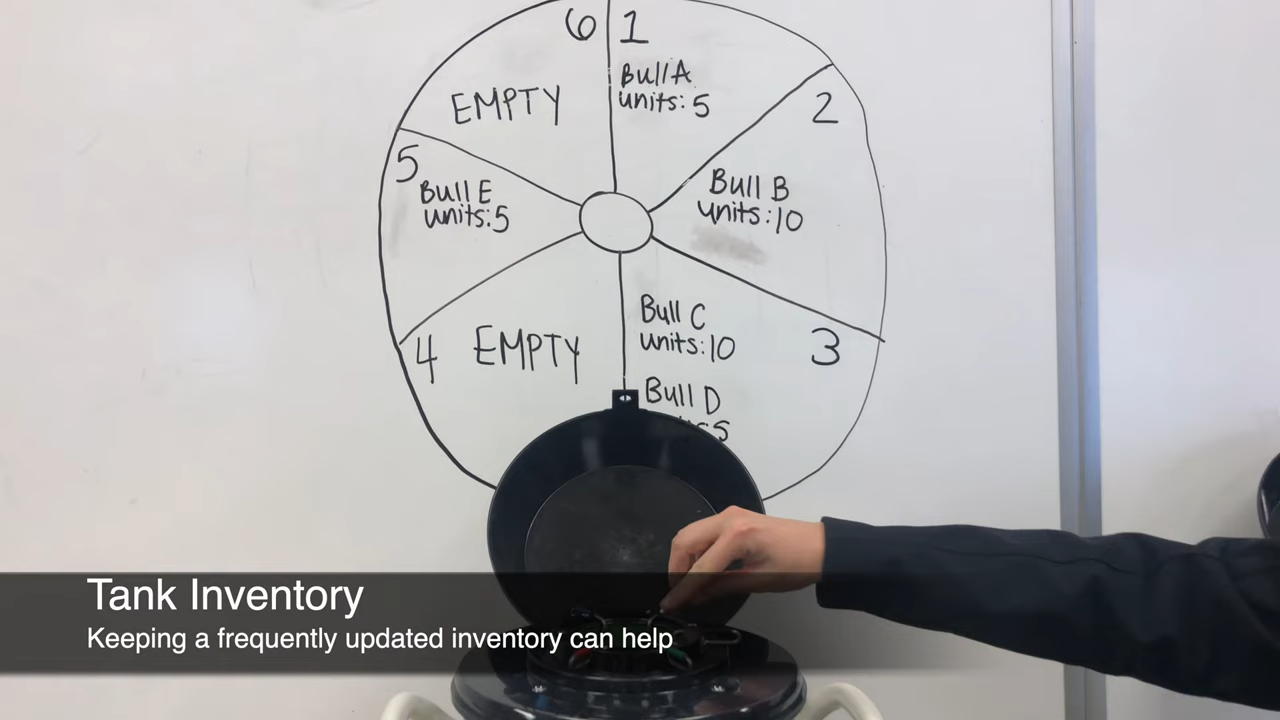 6
1
Bull A
units: 5
EMPTY
2
5
Bull E
units:5
Bull B
units:10
Bull C
units:10
3
4
EMPTY
Bull D
5
Tank Inventory
Keeping a frequently updated inventory can help